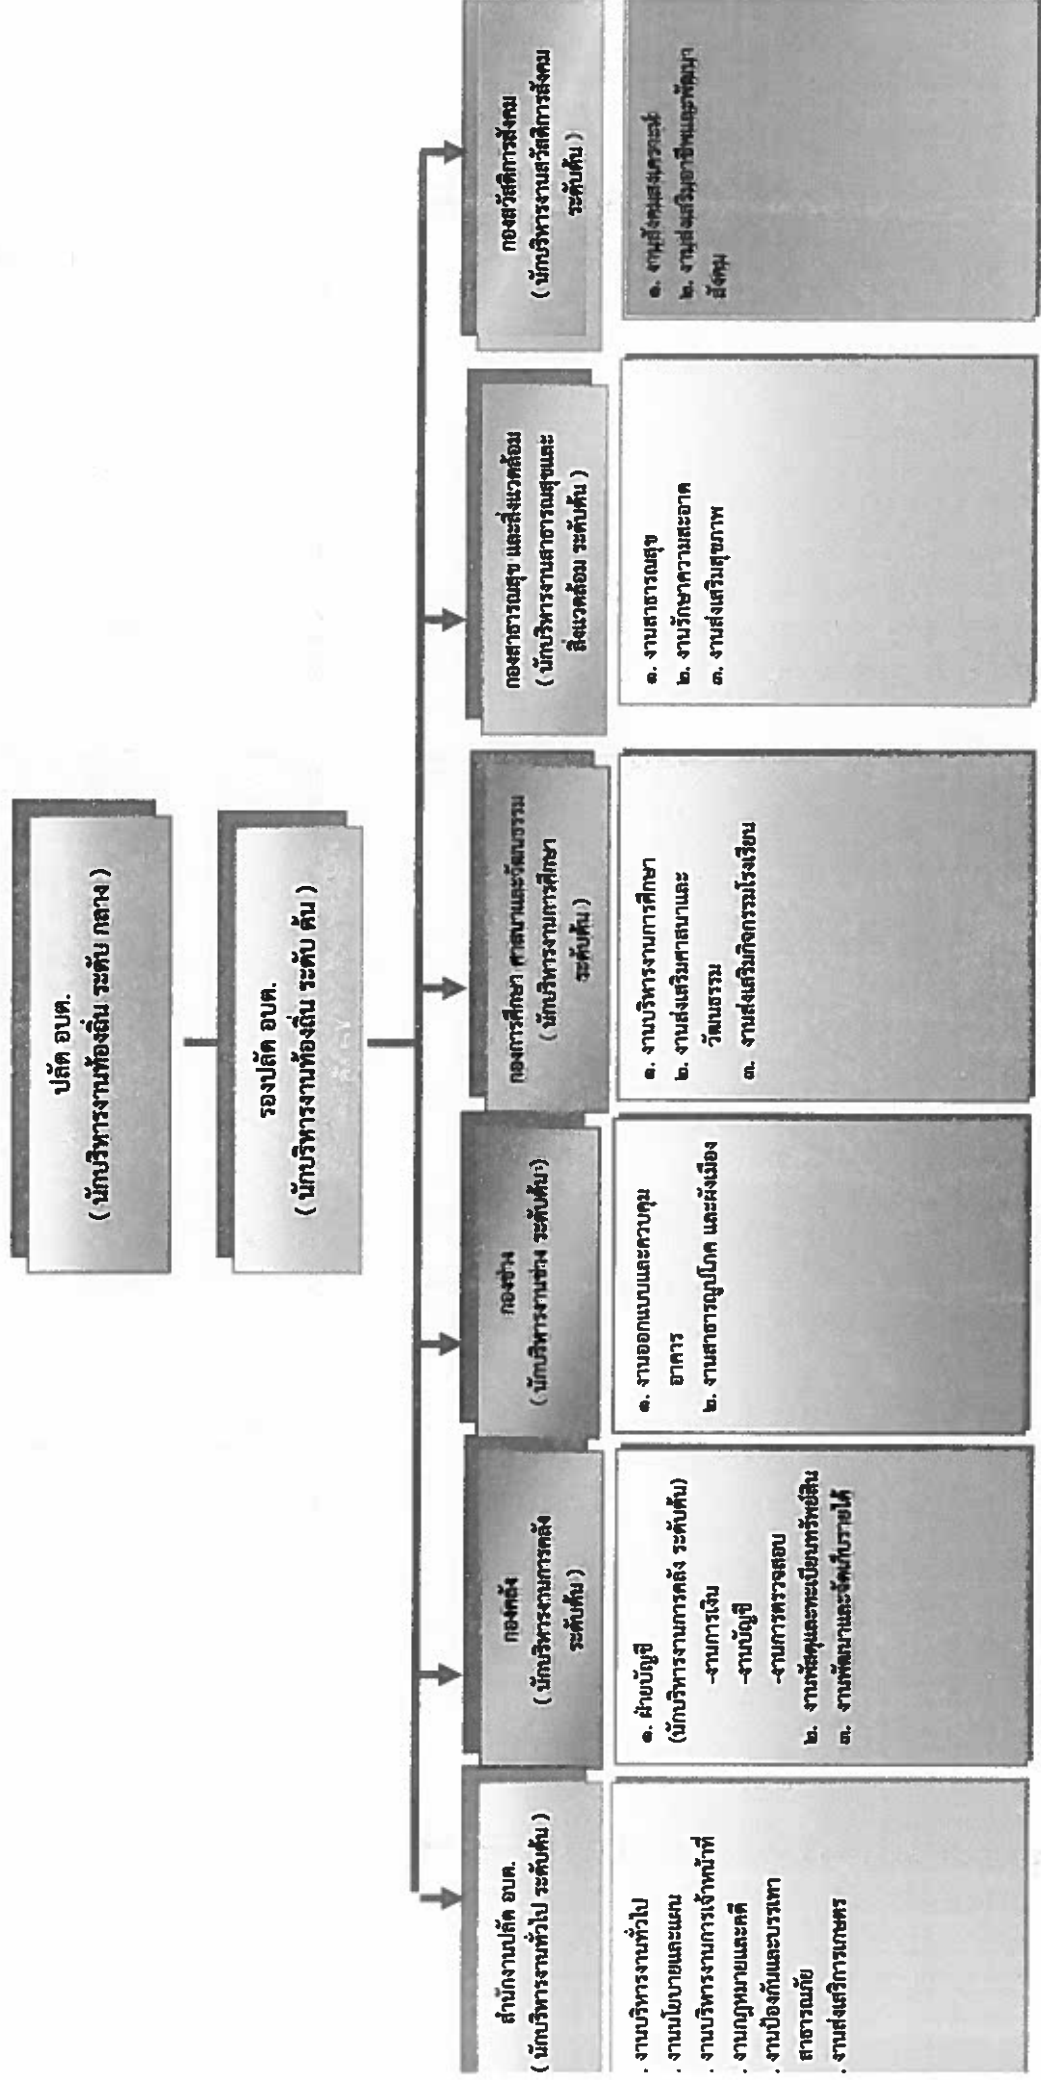 ปลัด อบต.
( นักบริหารงานท้องถิ่น ระดับ กลาง )
รองปลัด อบต.
( นักบริหารงานท้องถิ่น ระดับ ต้น )
สำนักงานปลัด อบต.
( นักบริหารงานทั่วไป ระดับต้น )
. งานบริหารงานทั่วไป
. งานนโยบายและแผน
. งานบริหารงานการเจ้าหน้าที่
. งานกฎหมายและคดี
. งานป้องกันและบรรเทา
สาธารณภัย
. งานส่งเสริการเกษตร
กองคลัง
( นักบริหารงานการคลัง
ระดับต้น )
๑. ฝ่ายบัญชี
(นักบริหารงานการคลัง ระดับต้น)
-งานการเงิน
-งานบัญชี
-งานการตรวจสอบ
๒. งานพัสดุและทะเบียนทรัพย์สิน
๓. งานพัฒนาและจัดเก็บรายได้
กองช่าง
( นักบริหารงานช่าง ระดับต้น )
๑. งานออกแบบและควบคุม
อาคาร
๒. งานสาธารณูปโภค และผังเมือง
กองการศึกษา ศาสนาและวัฒนธรรม
( นักบริหารงานการศึกษา
ระดับต้น )
๑. งานบริหารงานการศึกษา
๒. งานส่งเสริมศาสนาและ
วัฒนธรรม
๓. งานส่งเสริมกิจกรรมโรงเรียน
กองสาธารณสุข และสิ่งแวดล้อม
( นักบริหารงานสาธารณสุขและ
สิ่งแวดล้อม ระดับต้น )
๑. งานสาธารณสุข
๒. งานรักษาความสะอาด
๓. งานส่งเสริมสุขภาพ
กองสวัสดิการสังคม
( นักบริหารงานสวัสดิการสังคม
ระดับต้น )
๑. งานสังคมสงเคราะห์
๒. งานส่งเสริมอาชีพและพัฒนา
สังคม